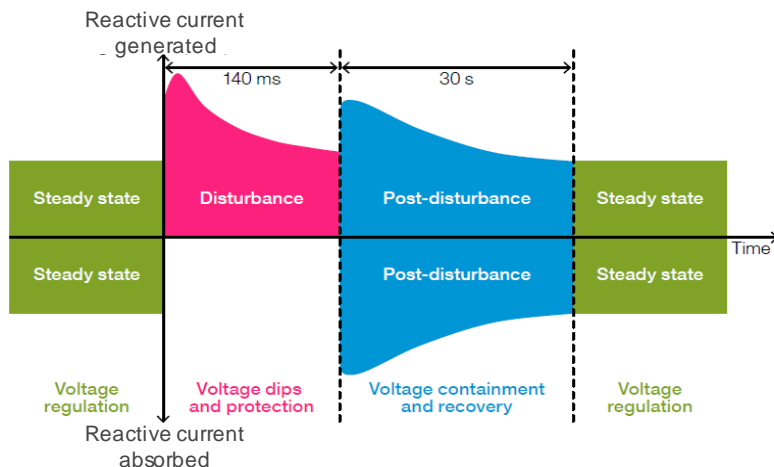 Reactive current
generated
140 ms
30 s
Steady state
Disturbance
Post-disturbance
Steady state
Time
Steady state
Post-disturbance
Steady state
Voltage
regulation
Voltage dips
and protection
Voltage containment
and recovery
Voltage
regulation
Reactive current
absorbed